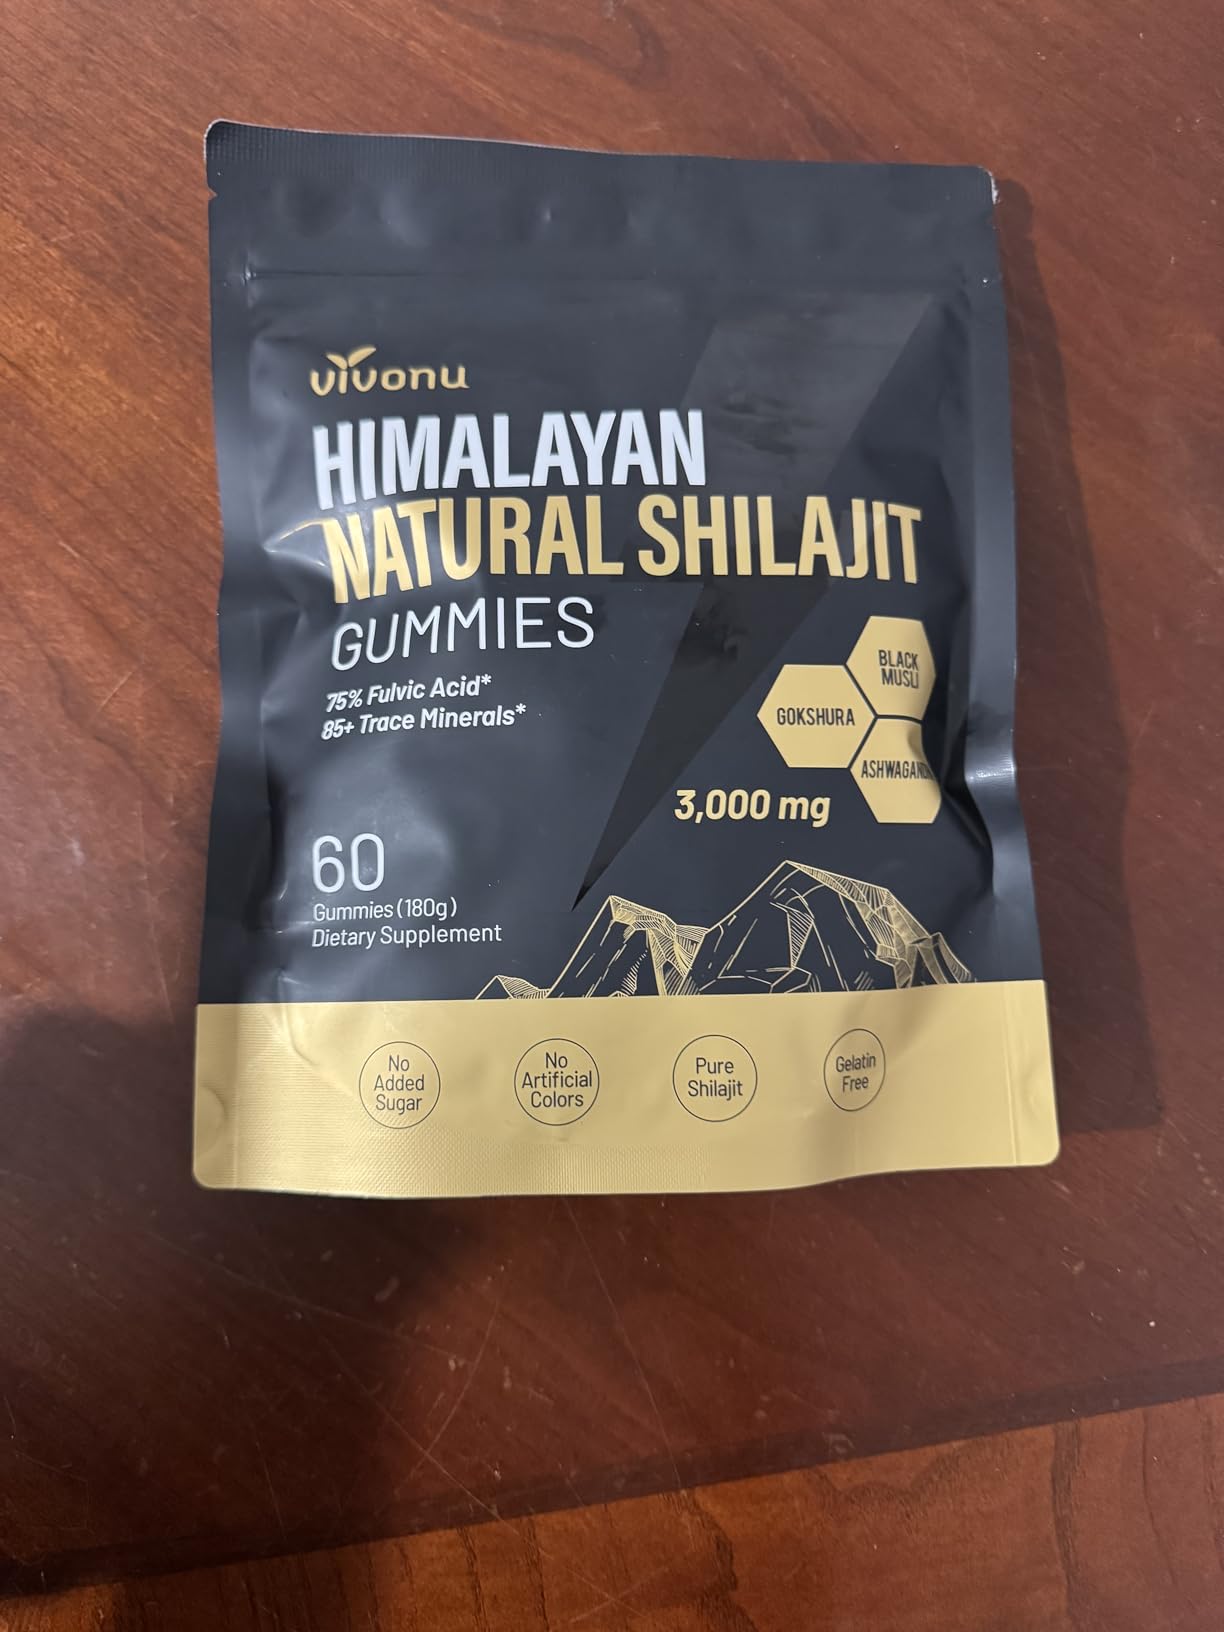 vivonu
HIMALAYAN
NATURAL SHILAJIT
GUMMIES
75% Fulvic Acid*
85+ Trace Minerals*
BLACK
MUSLI
GOKSHURA
3,000 mg
60
Gummies (180g)
Dietary Supplement
No
Added
Sugar
No
Artificial
Colors
Pure
Shilajit
Gelatin
Free